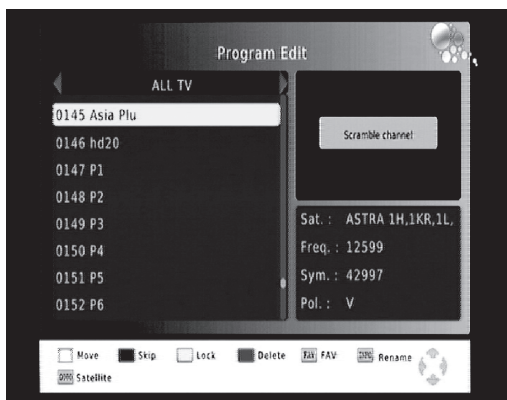 Program Edit
ALL TV
0145 Asia Plu
0146 hd20
0147 P1
0148 P2
0149 P3
0150 P4
0151 P5
0152 P6
Scramble channel
Sat. : ASTRA 1H,1KR,1L,
Freq. : 12599
Sym. : 42997
Pol. : V
Move Skip Lock Delete FAV FAV INFO Rename
GOTO Satellite